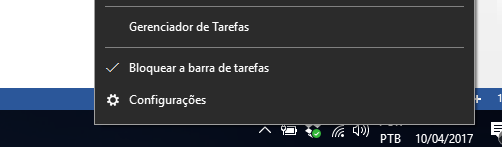 Gerenciador de Tarefas
Bloquear a barra de tarefas
Configurações
PTB
10/04/2017